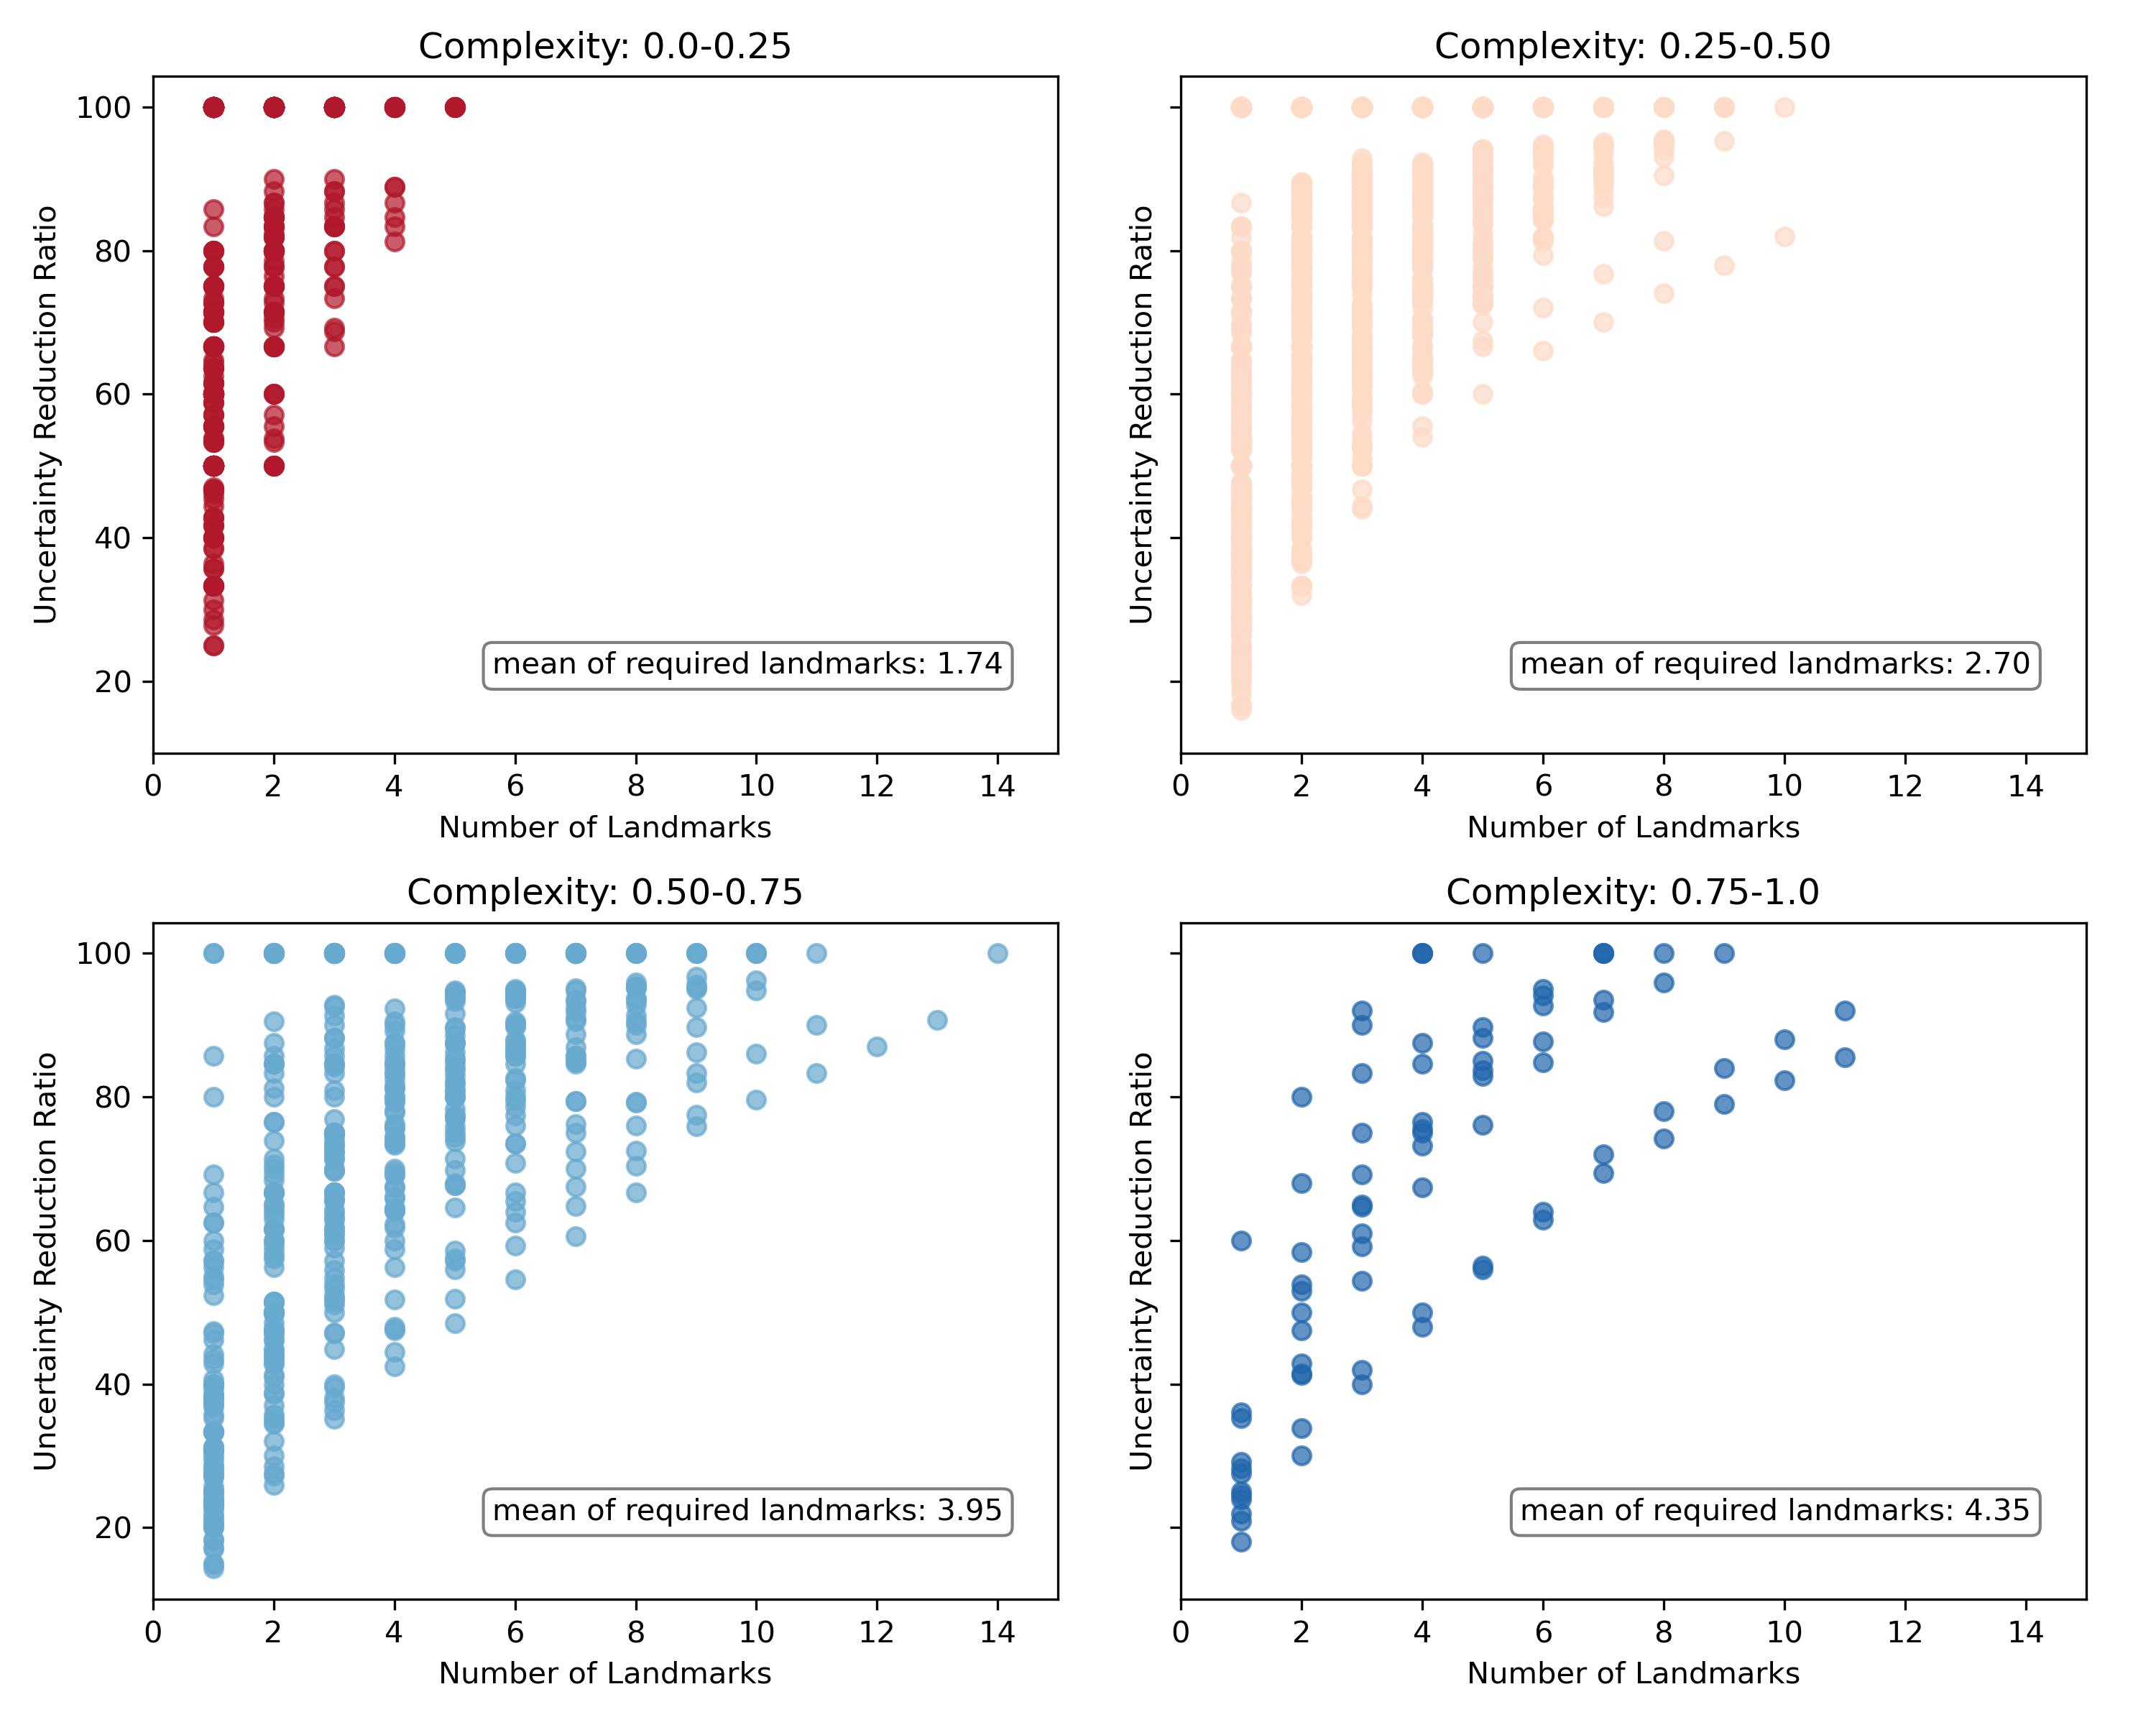 Complexity: 0.0-0.25
Uncertainty Reduction Ratio
100
80
60
40
20
mean of required landmarks: 1.74
0 2 4 6 8 10 12 14
Number of Landmarks
Complexity: 0.25-0.50
Uncertainty Reduction Ratio
mean of required landmarks: 2.70
0 2 4 6 8 10 12 14
Number of Landmarks
Complexity: 0.50-0.75
Uncertainty Reduction Ratio
100
80
60
40
20
mean of required landmarks: 3.95
0 2 4 6 8 10 12 14
Number of Landmarks
Complexity: 0.75-1.0
Uncertainty Reduction Ratio
mean of required landmarks: 4.35
0 2 4 6 8 10 12 14
Number of Landmarks